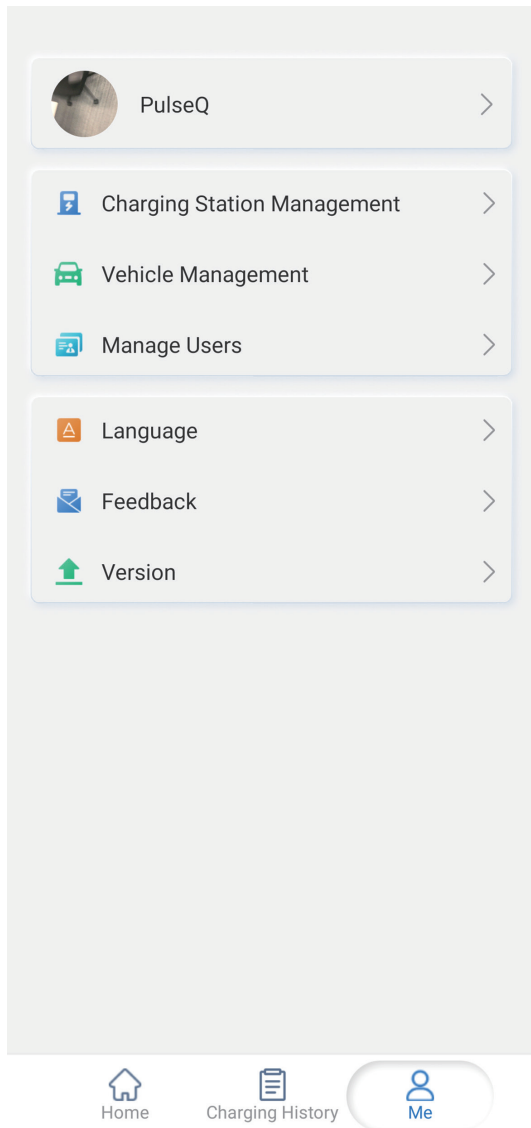 PulseQ
Charging Station Management
Vehicle Management
Manage Users
Language
Feedback
Version
Home
Charging History
Me